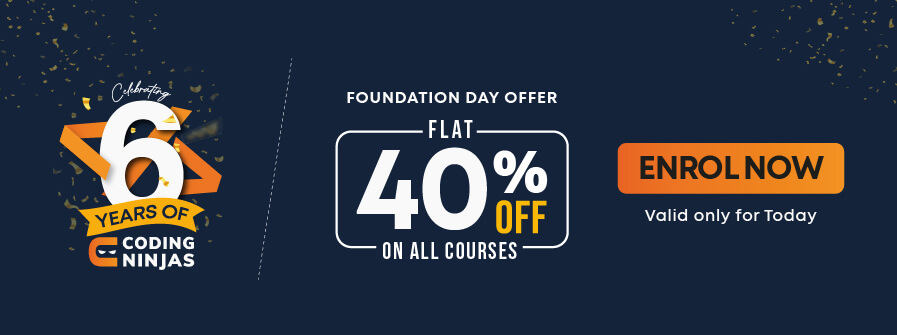 Celebrating
6
YEARS OF
CODING
NINJAS
FOUNDATION DAY OFFER
FLAT
40% OFF
ON ALL COURSES
ENROL NOW
Valid only for Today